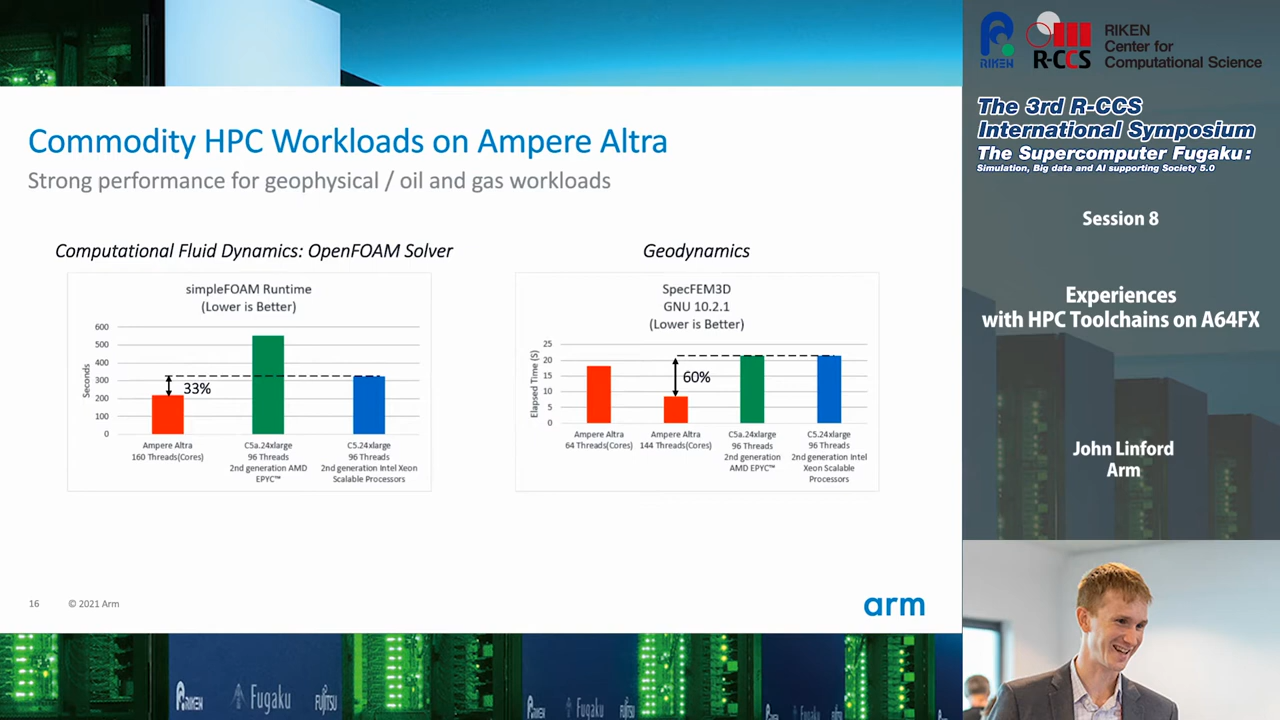 Commodity HPC Workloads on Ampere Altra
Strong performance for geophysical / oil and gas workloads
Computational Fluid Dynamics: OpenFOAM Solver
simpleFOAM Runtime
(Lower is Better)
600
500
400
300
200
100
0
Seconds
33%
Ampere Altra
160 Threads(Cores)
C5a.24xlarge
96 Threads
2nd generation AMD
EPYC™
C5.24xlarge
96 Threads
2nd generation Intel Xeon
Scalable Processors
Geodynamics
SpecFEM3D
GNU 10.2.1
(Lower is Better)
25
20
15
10
5
0
Elapsed Time (S)
60%
Ampere Altra
64 Threads(Cores)
Ampere Altra
144 Threads(Cores)
C5a.24xlarge
96 Threads
2nd generation
AMD EPYC™
C5.24xlarge
96 Threads
2nd generation Intel
Xeon Scalable
Processors
16
© 2021 Arm
arm
RIKEN
Fugaku
FUJITSU
Fugaku
RIKEN
R-CCS
RIKEN
Center for
Computational Science
The 3rd R-CCS
International Symposium
The Supercomputer Fugaku:
Simulation, Big data and AI supporting Society 5.0
Session 8
Experiences
with HPC Toolchains on A64FX
John Linford
Arm